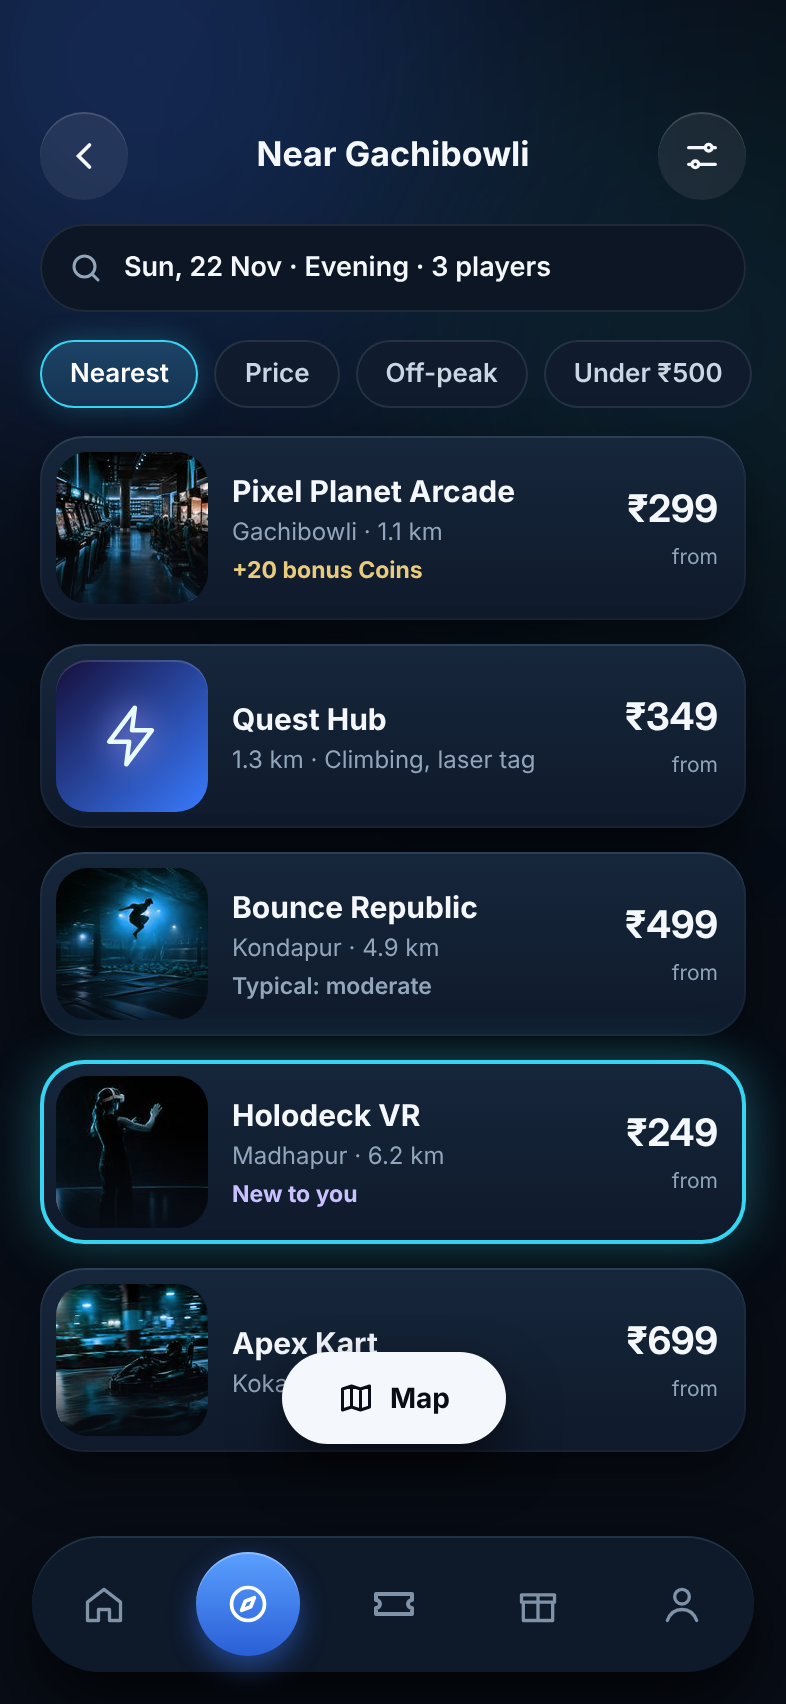 Near Gachibowli
Sun, 22 Nov · Evening · 3 players
Nearest
Price
Off-peak
Under ₹500
Pixel Planet Arcade
Gachibowli · 1.1 km
+20 bonus Coins
₹299
from
Quest Hub
1.3 km · Climbing, laser tag
₹349
from
Bounce Republic
Kondapur · 4.9 km
Typical: moderate
₹499
from
Holodeck VR
Madhapur · 6.2 km
New to you
₹249
from
Apex Kart
₹699
from
Map